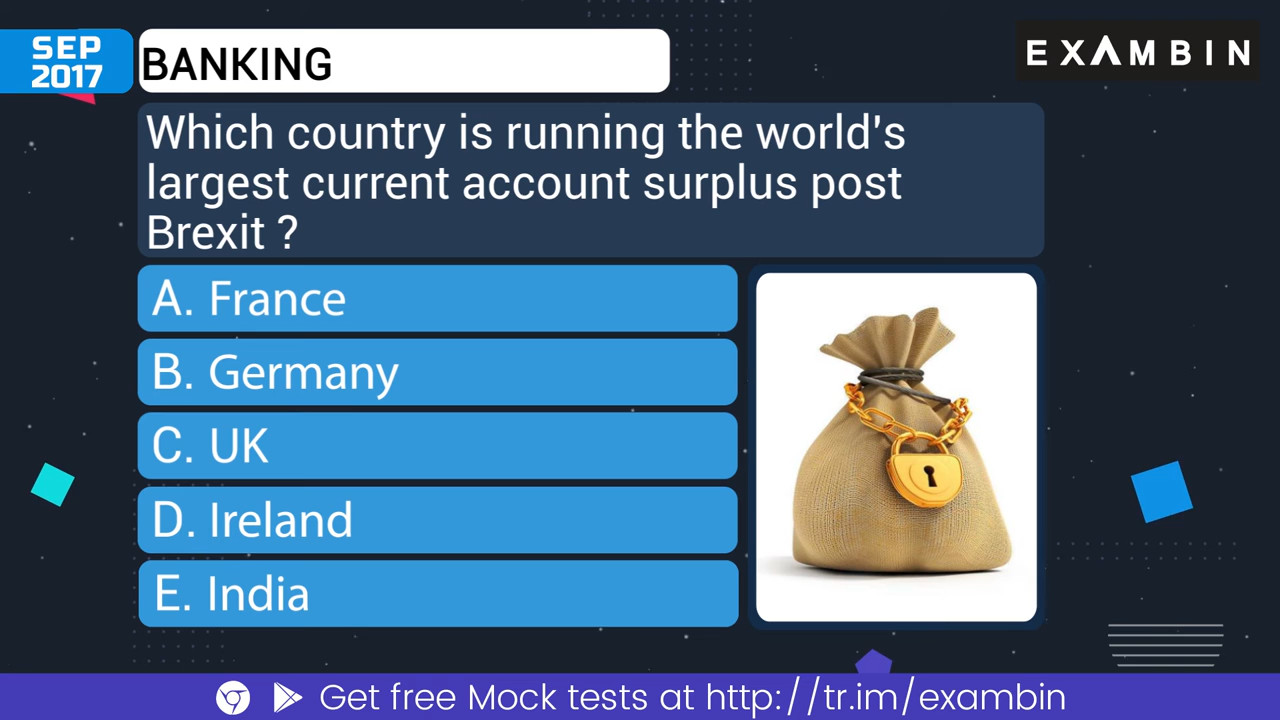 SEP
2017
BANKING
EXAMBIN
Which country is running the world's
largest current account surplus post
Brexit ?
A. France
B. Germany
C. UK
D. Ireland
E. India
Get free Mock tests at http://tr.im/exambin